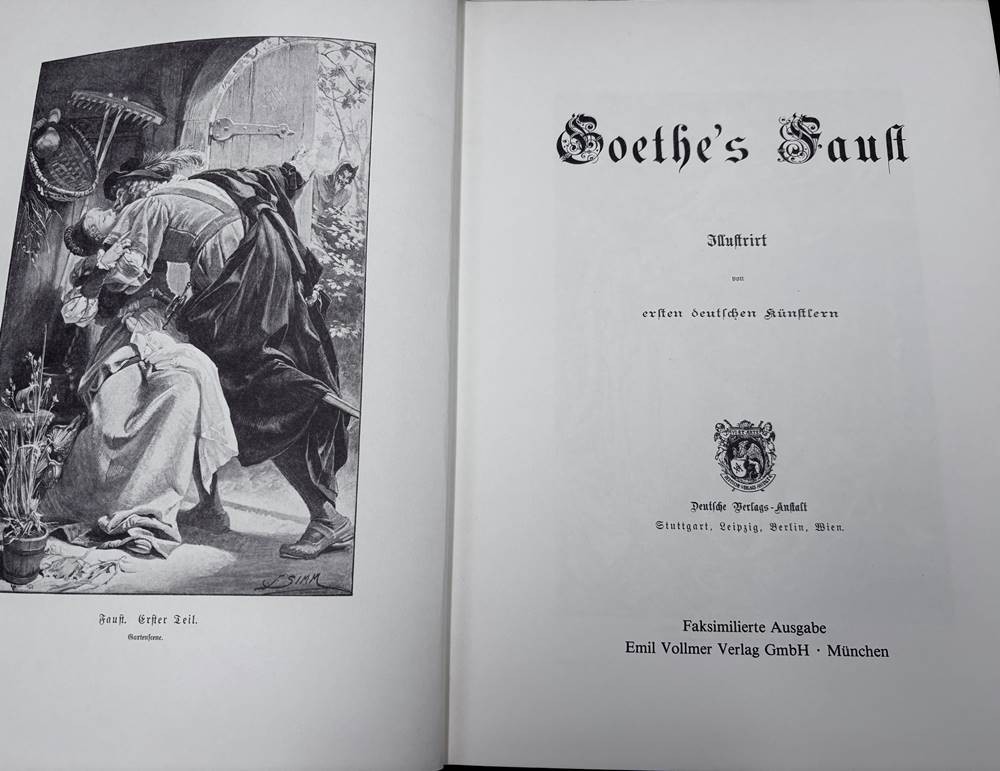 F SIMM
Faust. Erster Teil.
Gartenscene.
Goethe's Faust
Illustrirt
von
ersten deutschen Künstlern
Deutsche Verlags-Anstalt
Stuttgart, Leipzig, Berlin, Wien.
Faksimilierte Ausgabe
Emil Vollmer Verlag GmbH · München